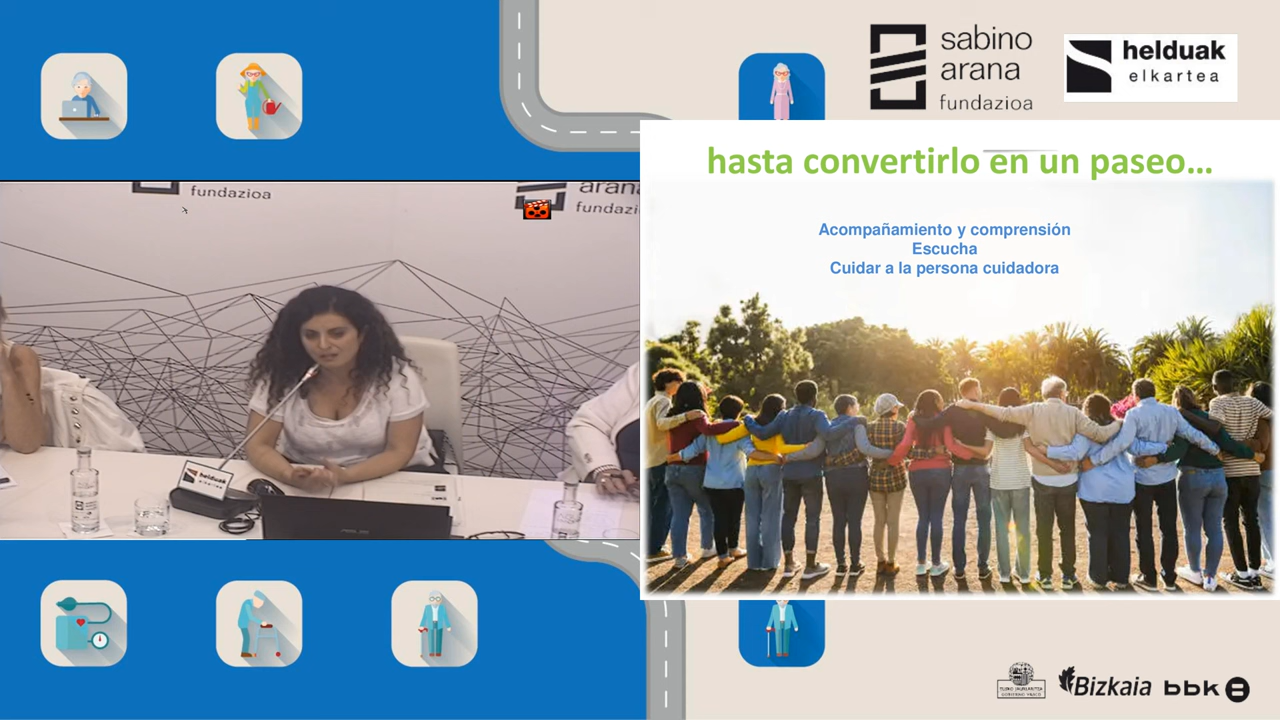 sabino
arana
fundazioa
helduak
elkartea
hasta convertirlo en un paseo...
Acompañamiento y comprensión
Escucha
Cuidar a la persona cuidadora
fundazioa
arana
helduak
elkartea
Bizkaia
bbk